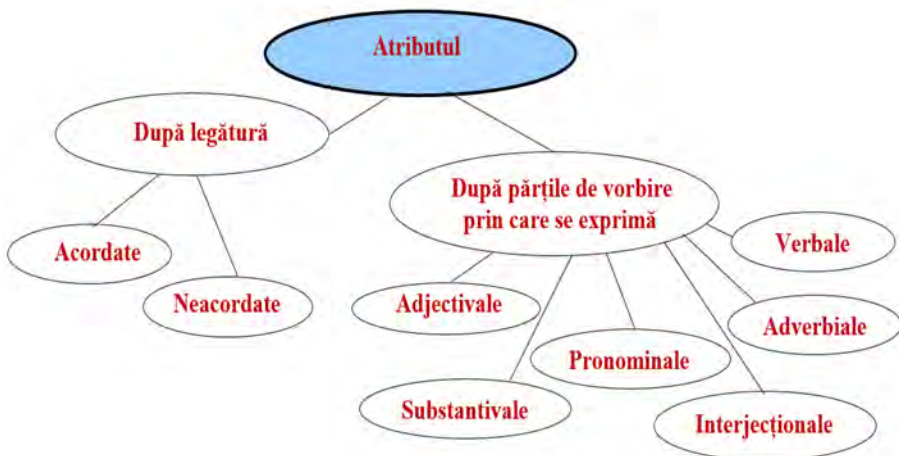 Atributul
După legătură
După părțile de vorbire
prin care se exprimă
Acordate
Neacordate
Adjectivale
Substantivale
Pronominale
Interjecționale
Adverbiale
Verbale